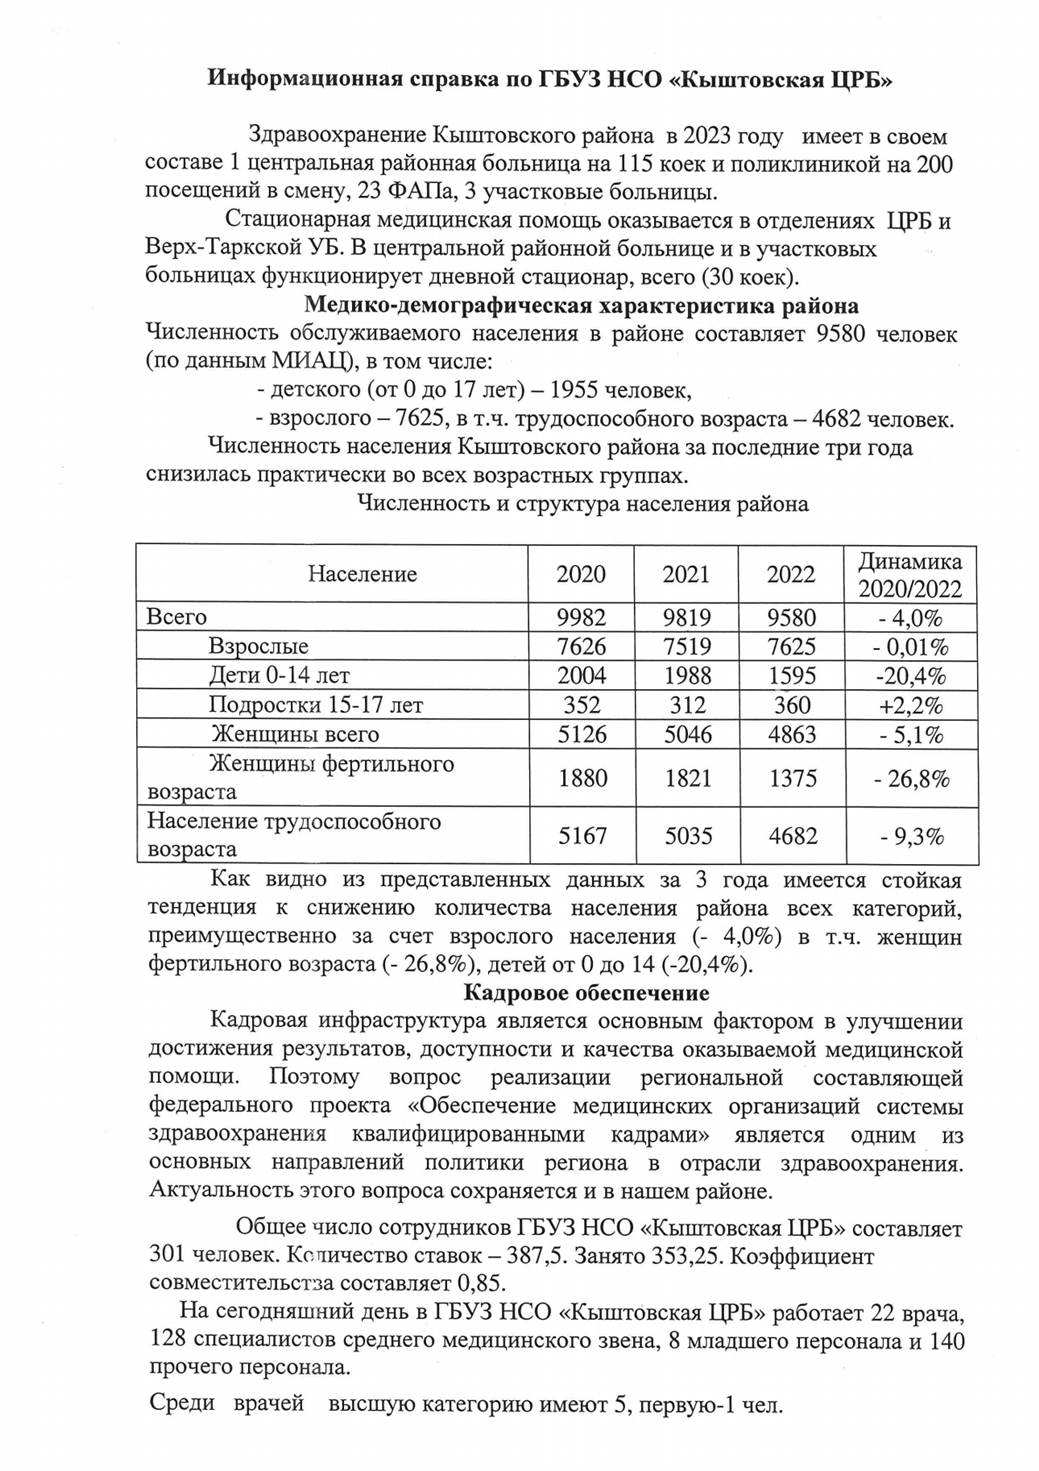 Информационная справка по ГБУЗ НСО «Кыштовская ЦРБ»
Здравоохранение Кыштовского района в 2023 году имеет в своем
составе 1 центральная районная больница на 115 коек и поликлиникой на 200
посещений в смену, 23 ФАПа, 3 участковые больницы.
Стационарная медицинская помощь оказывается в отделениях ЦРБ и
Верх-Таркской УБ. В центральной районной больнице и в участковых
больницах функционирует дневной стационар, всего (30 коек).
Медико-демографическая характеристика района
Численность обслуживаемого населения в районе составляет 9580 человек
(по данным МИАЦ), в том числе:
- детского (от 0 до 17 лет) – 1955 человек,
- взрослого – 7625, в т.ч. трудоспособного возраста – 4682 человек.
Численность населения Кыштовского района за последние три года
снизилась практически во всех возрастных группах.
Численность и структура населения района
Население 2020 2021 2022 Динамика
2020/2022
Всего 9982 9819 9580 - 4,0%
Взрослые 7626 7519 7625 - 0,01%
Дети 0-14 лет 2004 1988 1595 -20,4%
Подростки 15-17 лет 352 312 360 +2,2%
Женщины всего 5126 5046 4863 - 5,1%
Женщины фертильного
возраста 1880 1821 1375 - 26,8%
Население трудоспособного
возраста 5167 5035 4682 - 9,3%
Как видно из представленных данных за 3 года имеется стойкая
тенденция к снижению количества населения района всех категорий,
преимущественно за счет взрослого населения (- 4,0%) в т.ч. женщин
фертильного возраста (- 26,8%), детей от 0 до 14 (-20,4%).
Кадровое обеспечение
Кадровая инфраструктура является основным фактором в улучшении
достижения результатов, доступности и качества оказываемой медицинской
помощи. Поэтому вопрос реализации региональной составляющей
федерального проекта «Обеспечение медицинских организаций системы
здравоохранения квалифицированными кадрами» является одним из
основных направлений политики региона в отрасли здравоохранения.
Актуальность этого вопроса сохраняется и в нашем районе.
Общее число сотрудников ГБУЗ НСО «Кыштовская ЦРБ» составляет
301 человек. Количество ставок – 387,5. Занято 353,25. Коэффициент
совместительства составляет 0,85.
На сегодняшний день в ГБУЗ НСО «Кыштовская ЦРБ» работает 22 врача,
128 специалистов среднего медицинского звена, 8 младшего персонала и 140
прочего персонала.
Среди врачей высшую категорию имеют 5, первую-1 чел.